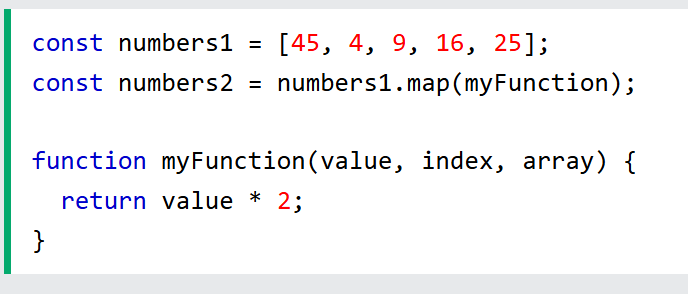 const numbers1 = [45, 4, 9, 16, 25];
const numbers2 = numbers1.map(myFunction);
function myFunction(value, index, array) {
  return value * 2;
}